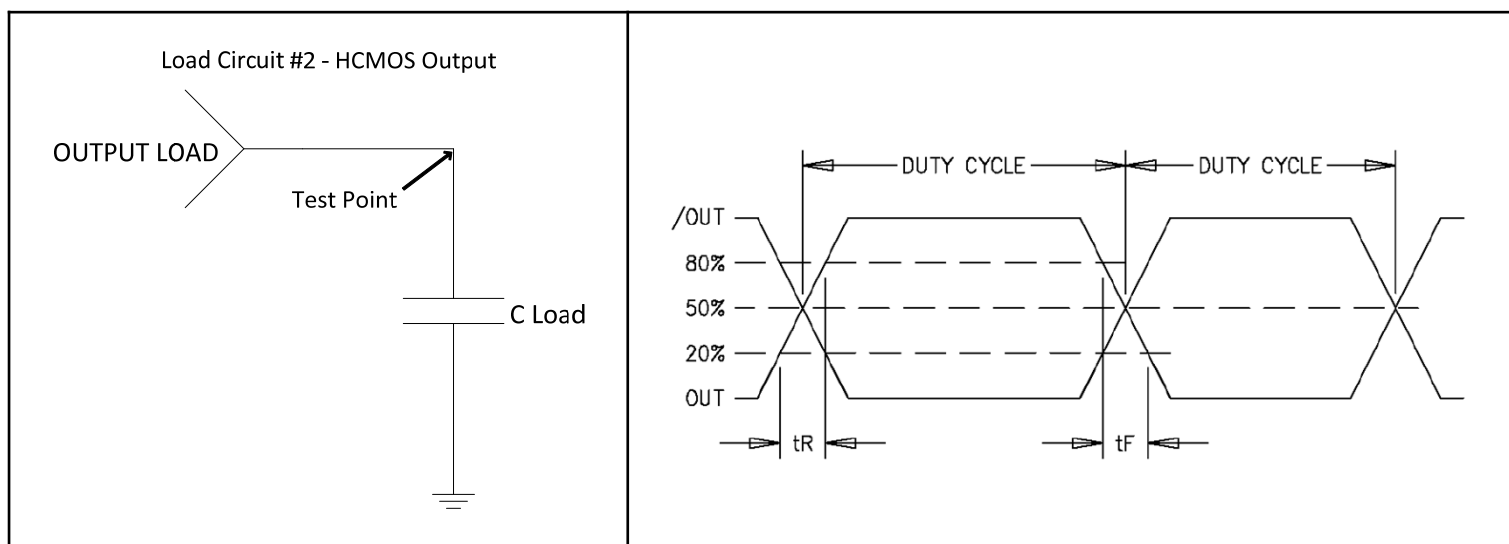 Load Circuit #2 - HCMOS Output
OUTPUT LOAD
Test Point
C Load
DUTY CYCLE
DUTY CYCLE
/OUT
80%
50%
20%
OUT
tR
tF